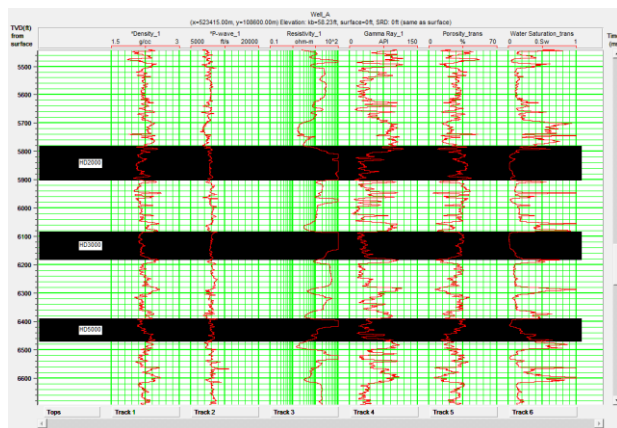 Well_A
(x=523415.00m, y=108600.00m) Elevation: kb=58.23ft, surface=0ft, SRD: 0ft (same as surface)
TVD(ft) from surface
*Density_1 *P-wave_1 Resistivity_1 Gamma Ray_1 Porosity_trans Water Saturation_trans
1.5 g/cc 3 5000 ft/s 20000 0.1 ohm-m 10^2 0 API 150 0 % 70 0 0.5w 1
Time
5500
5600
5700
5800
HD2000
5900
6000
6100
HD3000
6200
6300
6400
HD5000
6500
6600
Tops Track 1 Track 2 Track 3 Track 4 Track 5 Track 6